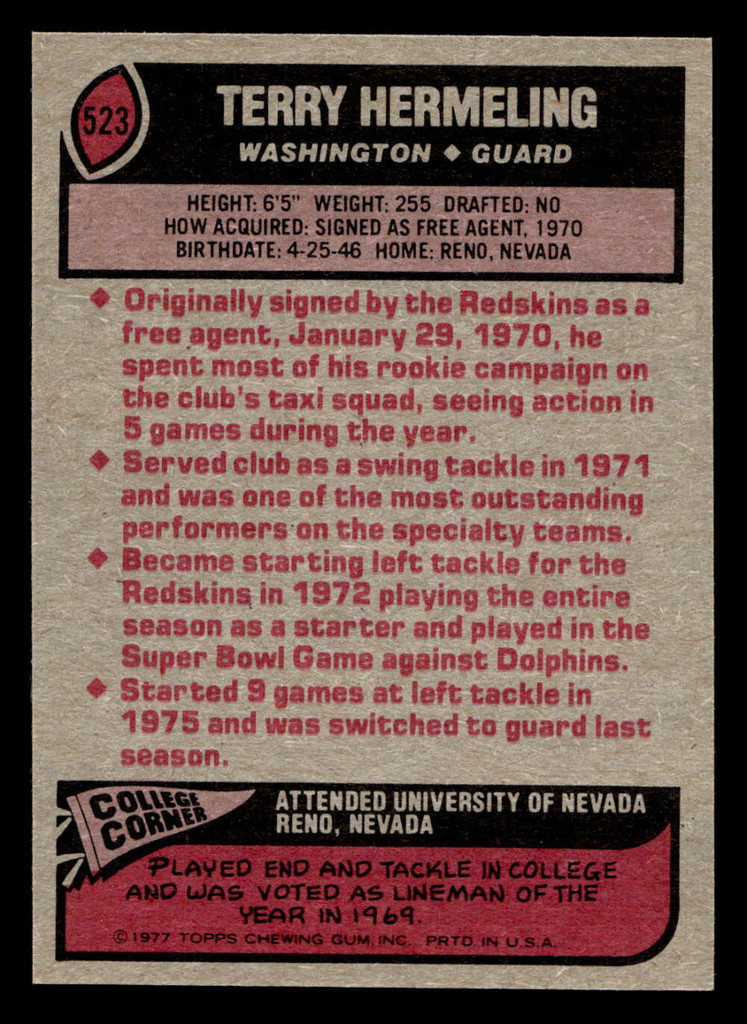 523
TERRY HERMELING
WASHINGTON ◆ GUARD
HEIGHT: 6'5" WEIGHT: 255 DRAFTED: NO
HOW ACQUIRED: SIGNED AS FREE AGENT, 1970
BIRTHDATE: 4-25-46 HOME: RENO, NEVADA
◆ Originally signed by the Redskins as a
free agent, January 29, 1970, he
spent most of his rookie campaign on
the club's taxi squad, seeing action in
5 games during the year.
◆ Served club as a swing tackle in 1971
and was one of the most outstanding
performers on the specialty teams.
◆ Became starting left tackle for the
Redskins in 1972 playing the entire
season as a starter and played in the
Super Bowl Game against Dolphins.
◆ Started 9 games at left tackle in
1975 and was switched to guard last
season.
COLLEGE
CORNER
ATTENDED UNIVERSITY OF NEVADA
RENO, NEVADA
PLAYED END AND TACKLE IN COLLEGE
AND WAS VOTED AS LINEMAN OF THE
YEAR IN 1969.
© 1977 TOPPS CHEWING GUM, INC. PRTD. IN U.S.A.